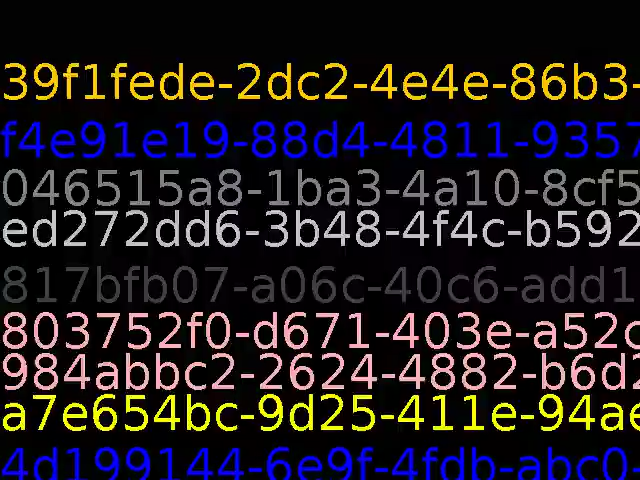 39f1fede-2dc2-4e4e-86b3-
f4e91e19-88d4-4811-9357
046515a8-1ba3-4a10-8cf5
ed272dd6-3b48-4f4c-b592
817bfb07-a06c-40c6-add1
803752f0-d671-403e-a52c
984abbc2-2624-4882-b6d2
a7e654bc-9d25-411e-94ae
4d199144-6e9f-4fdb-abc0-